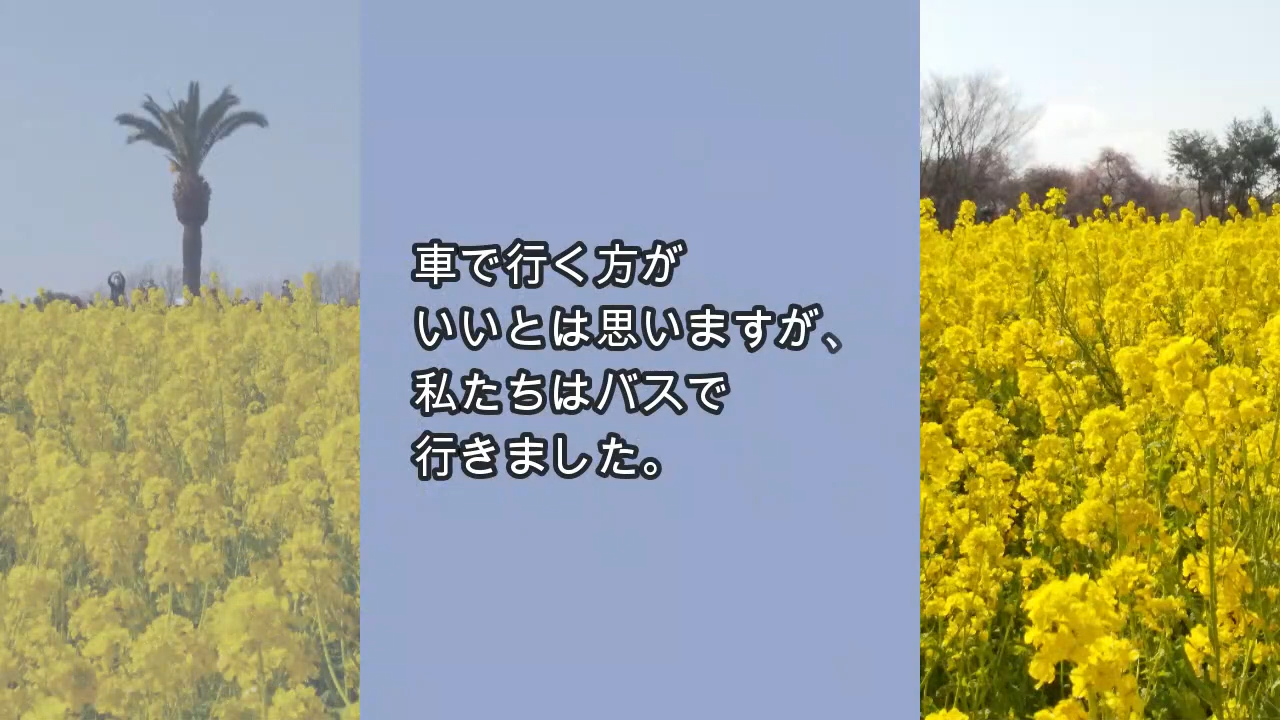 車で行く方が
いいとは思いますが、
私たちはバスで
行きました。